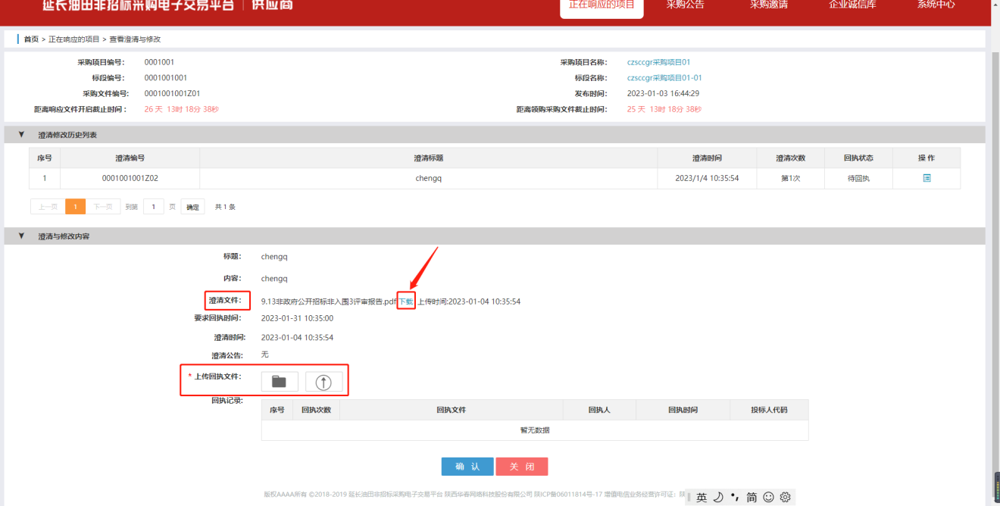 延长油田非招标采购电子交易平台 | 供应商
正在响应的项目 采购公告 采购邀请 企业诚信库 系统中心
首页 > 正在响应的项目 > 查看澄清与修改
采购项目编号： 0001001 采购项目名称： czsccgr采购项目01
标段编号： 0001001001 标段名称： czsccgr采购项目01-01
采购文件编号： 0001001001Z01 发布时间： 2023-01-03 16:44:29
距离响应文件开启截止时间： 26 天 13时 18分 38秒 距离领购采购文件截止时间： 25 天 13时 18分 38秒
▼ 澄清修改历史列表
序号 澄清编号 澄清标题 澄清时间 澄清次数 回执状态 操 作
1 0001001001Z02 chengq 2023/1/4 10:35:54 第1次 待回执
上一页 1 下一页 到第 1 页 确定 共 1 条
▼ 澄清与修改内容
标题： chengq
内容： chengq
澄清文件： 9.13非政府公开招标非入围3评审报告.pdf 下载 上传时间:2023-01-04 10:35:54
要求回执时间： 2023-01-31 10:35:00
澄清时间： 2023-01-04 10:35:54
澄清公告： 无
* 上传回执文件：
回执记录:
序号 回执次数 回执文件 回执人 回执时间 投标人代码
暂无数据
确 认 关 闭
版权AAAA所有 ©2018-2019 延长油田非招标采购电子交易平台 陕西华春网络科技股份有限公司 陕ICP备06011814号-17 增值电信业务经营许可证： 陕
英 简